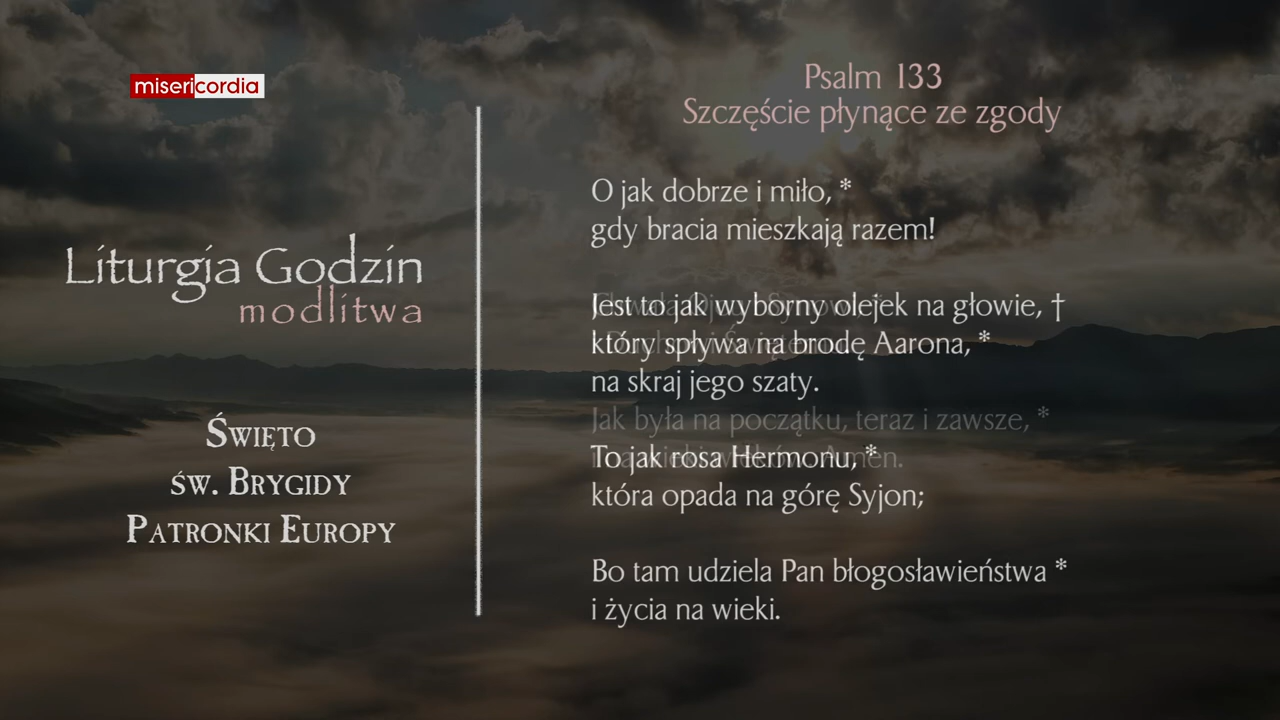 misericordia
Liturgia Godzin
modlitwa
Święto
św. Brygidy
Patronki Europy
Psalm 133
Szczęście płynące ze zgody
O jak dobrze i miło, *
gdy bracia mieszkają razem!
Jest to jak wyborny olejek na głowie, †
który spływa na brodę Aarona, *
na skraj jego szaty.
Jak była na początku, teraz i zawsze, *
To jak rosa Hermonu, *
która opada na górę Syjon;
Bo tam udziela Pan błogosławieństwa *
i życia na wieki.